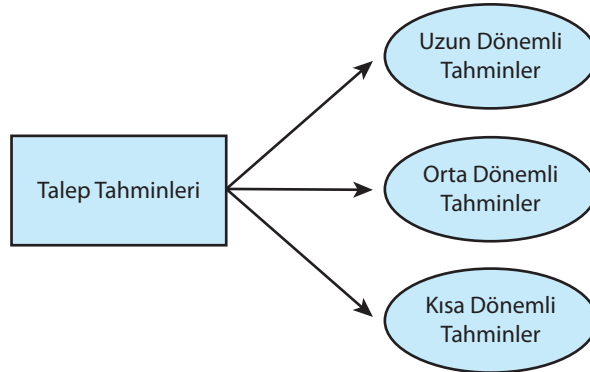 Talep Tahminleri
Uzun Dönemli
Tahminler
Orta Dönemli
Tahminler
Kısa Dönemli
Tahminler